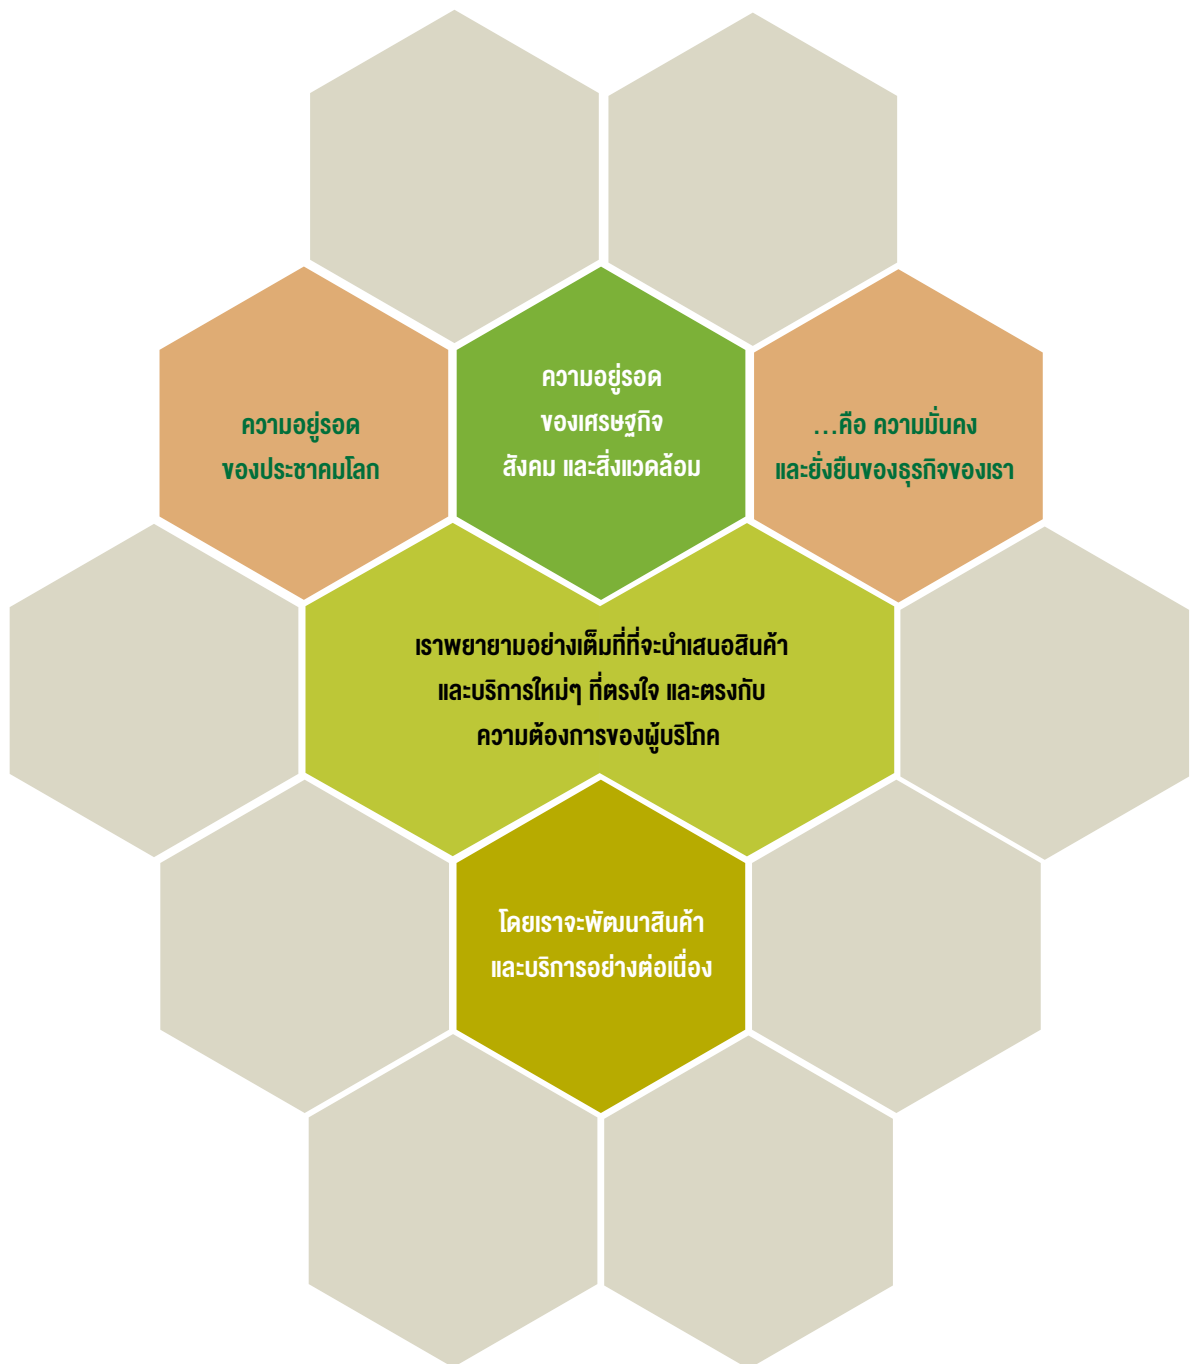 ความอยู่รอด
ของประชาคมโลก
ความอยู่รอด
ของเศรษฐกิจ
สังคม และสิ่งแวดล้อม
...คือ ความมั่นคง
และยั่งยืนของธุรกิจของเรา
เราพยายามอย่างเต็มที่ที่จะนำเสนอสินค้า
และบริการใหม่ๆ ที่ตรงใจ และตรงกับ
ความต้องการของผู้บริโภค
โดยเราจะพัฒนาสินค้า
และบริการอย่างต่อเนื่อง